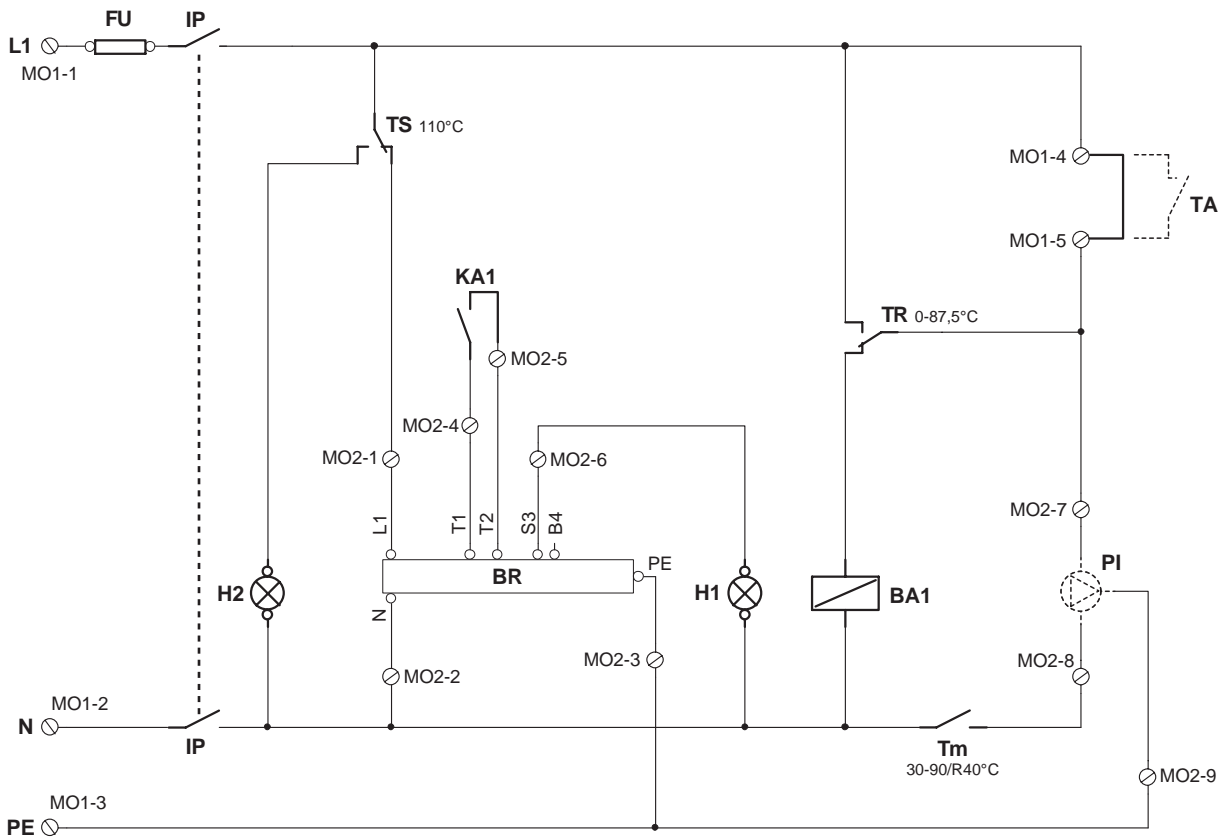 FU
IP
L1
MO1-1
TS 110°C
MO1-4
TA
MO1-5
KA1
TR 0-87,5°C
MO2-5
MO2-4
MO2-1
MO2-6
L1
T1
T2
S3
B4
MO2-7
BR
PE
PI
H2
H1
BA1
N
MO2-3
MO2-8
MO2-2
MO1-2
N
IP
Tm
30-90/R40°C
MO2-9
MO1-3
PE